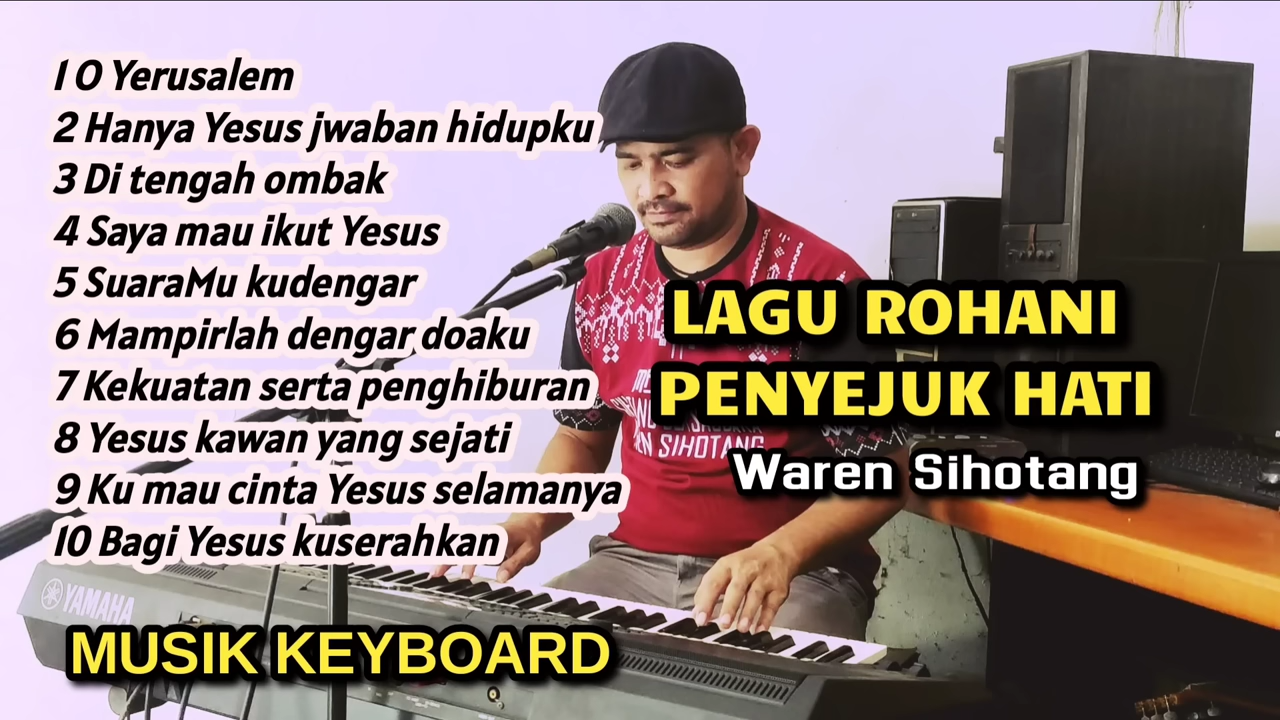 1 O Yerusalem
2 Hanya Yesus jwaban hidupku
3 Di tengah ombak
4 Saya mau ikut Yesus
5 SuaraMu kudengar
6 Mampirlah dengar doaku
7 Kekuatan serta penghiburan
8 Yesus kawan yang sejati
9 Ku mau cinta Yesus selamanya
10 Bagi Yesus kuserahkan
LAGU ROHANI
PENYEJUK HATI
Waren Sihotang
SIHOTANG
YAMAHA
MUSIK KEYBOARD